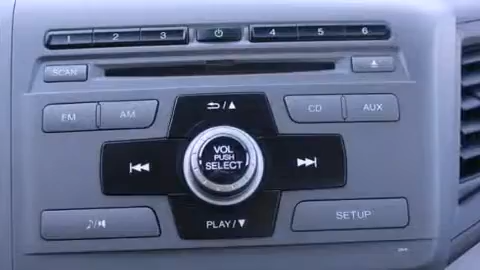 1 2 3 4 5 6
SCAN
FM AM CD AUX
VOL
PUSH
SELECT
PLAY/
SETUP